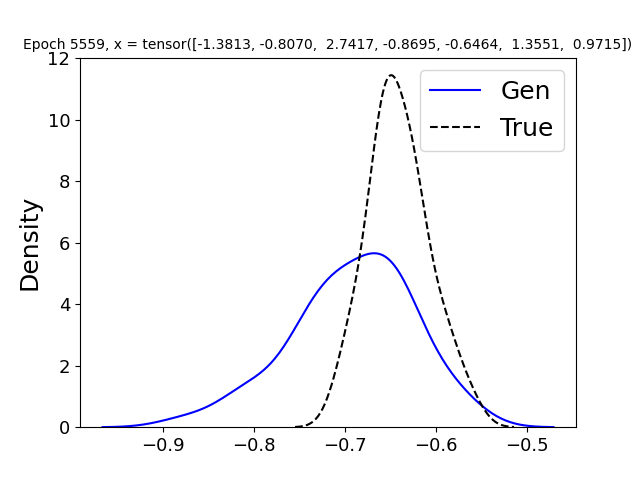 Epoch 5559, x = tensor([-1.3813, -0.8070,  2.7417, -0.8695, -0.6464,  1.3551,  0.9715])
12
10
8
6
4
2
0
Density
Gen
True
−0.9 −0.8 −0.7 −0.6 −0.5